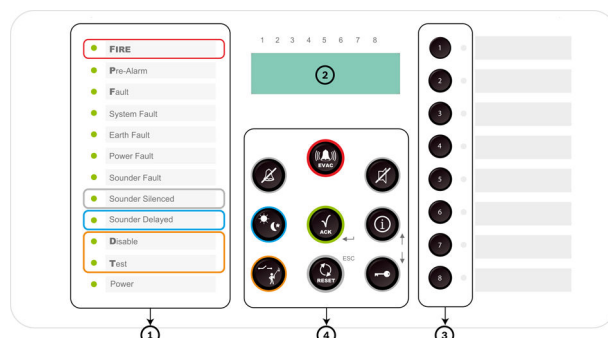 FIRE
Pre-Alarm
Fault
System Fault
Earth Fault
Power Fault
Sounder Fault
Sounder Silenced
Sounder Delayed
Disable
Test
Power
1
1 2 3 4 5 6 7 8
2
EVAC
ACK
i
ESC
RESET
4
1
2
3
4
5
6
7
8
3